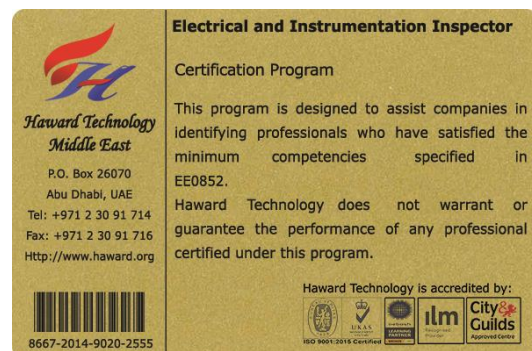 Haward Technology
Middle East
P.O. Box 26070
Abu Dhabi, UAE
Tel: +971 2 30 91 714
Fax: +971 2 30 91 716
Http://www.haward.org
8667-2014-9020-2555
Electrical and Instrumentation Inspector
Certification Program
This program is designed to assist companies in
identifying professionals who have satisfied the
minimum competencies specified in
EE0852.
Haward Technology does not warrant or
guarantee the performance of any professional
certified under this program.
Haward Technology is accredited by:
UKAS
ISO 9001:2015 Certified
ilm
City&
Guilds
Approved Centre